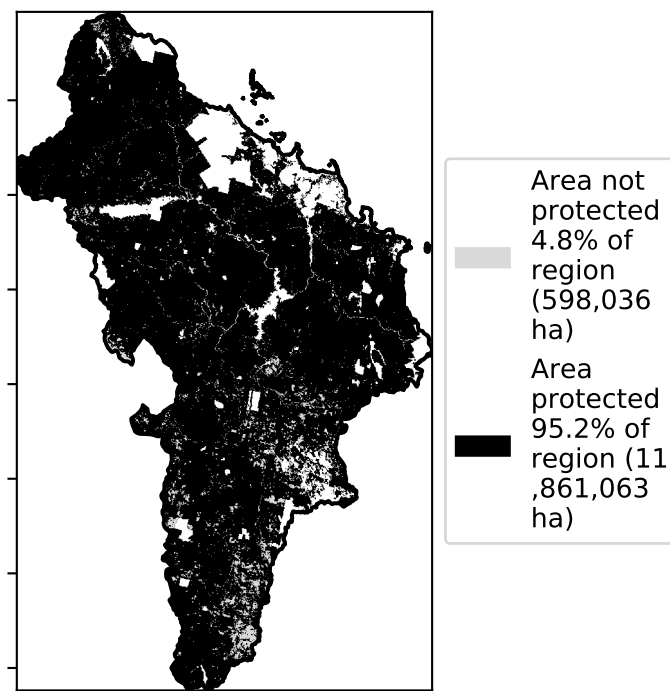 Area not
protected
4.8% of
region
(598,036
ha)
Area
protected
95.2% of
region (11
,861,063
ha)